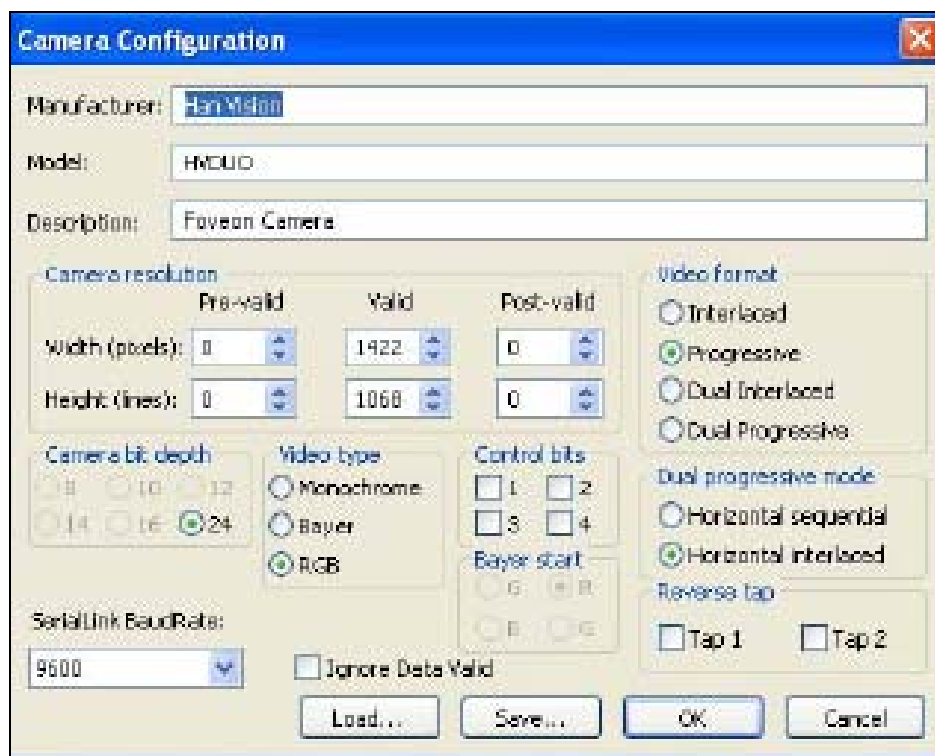 Camera Configuration
Manufacturer: Han Vision
Model: HVDUO
Description: Foveon Camera
Camera resolution
Pre-valid Valid Post-valid
Width (pixels): 0 1422 0
Height (lines): 0 1068 0
Video format
Interlaced
Progressive
Dual Interlaced
Dual Progressive
Camera bit depth
8 10 12
14 16 24
Video type
Monochrome
Bayer
RGB
Control bits
1 2
3 4
Bayer start
G R
B G
Dual progressive mode
Horizontal sequential
Horizontal interlaced
Reverse tap
Tap 1 Tap 2
SerialLink BaudRate:
9600
Ignore Data Valid
Load... Save... OK Cancel